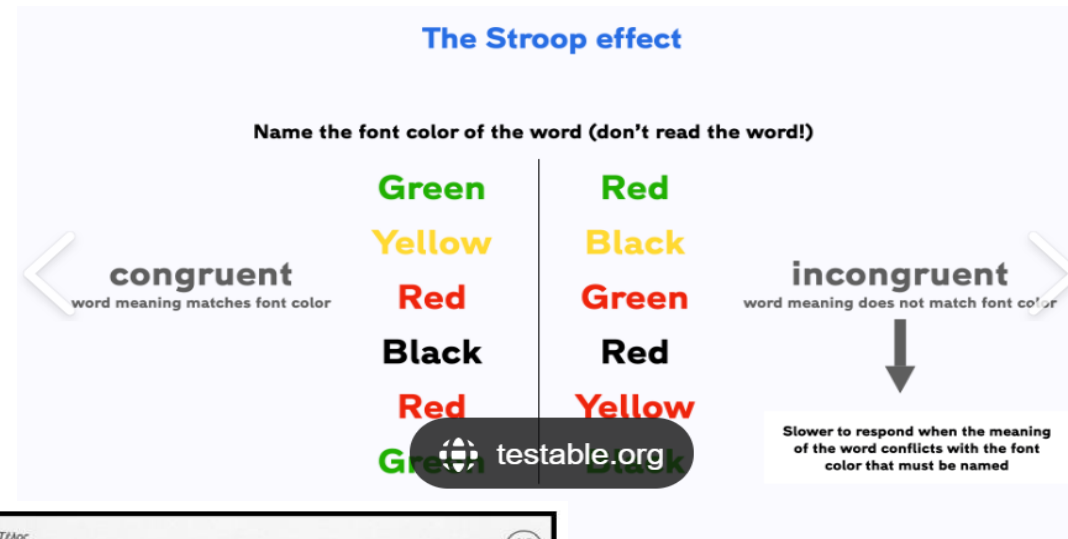 The Stroop effect
Name the font color of the word (don't read the word!)
Green
Yellow
Red
Black
Red
Green
Red
Black
Green
Red
Yellow
Black
congruent
word meaning matches font color
incongruent
word meaning does not match font color
Slower to respond when the meaning
of the word conflicts with the font
color that must be named
testable.org
Τέλος